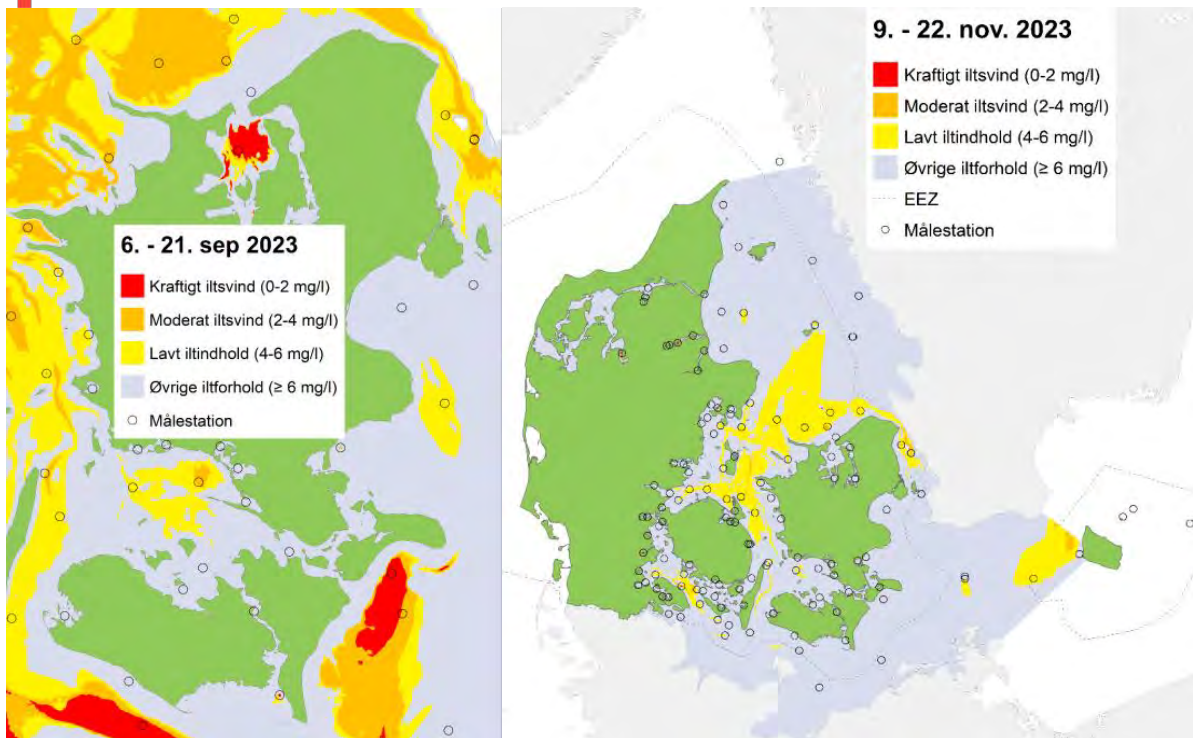 6. - 21. sep 2023
Kraftigt iltsvind (0-2 mg/l)
Moderat iltsvind (2-4 mg/l)
Lavt iltindhold (4-6 mg/l)
Øvrige iltforhold (≥ 6 mg/l)
Målestation
9. - 22. nov. 2023
Kraftigt iltsvind (0-2 mg/l)
Moderat iltsvind (2-4 mg/l)
Lavt iltindhold (4-6 mg/l)
Øvrige iltforhold (≥ 6 mg/l)
EEZ
Målestation